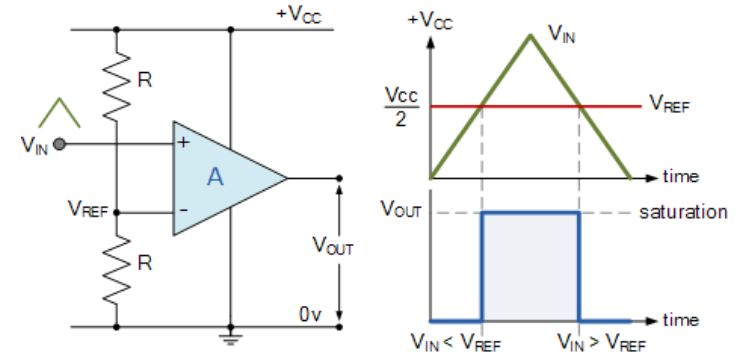 +VCC
R
VIN
+
A
VREF
-
R
VOUT
0v
+VCC
VIN
Vcc
2
VREF
time
VOUT
saturation
time
VIN < VREF
VIN > VREF